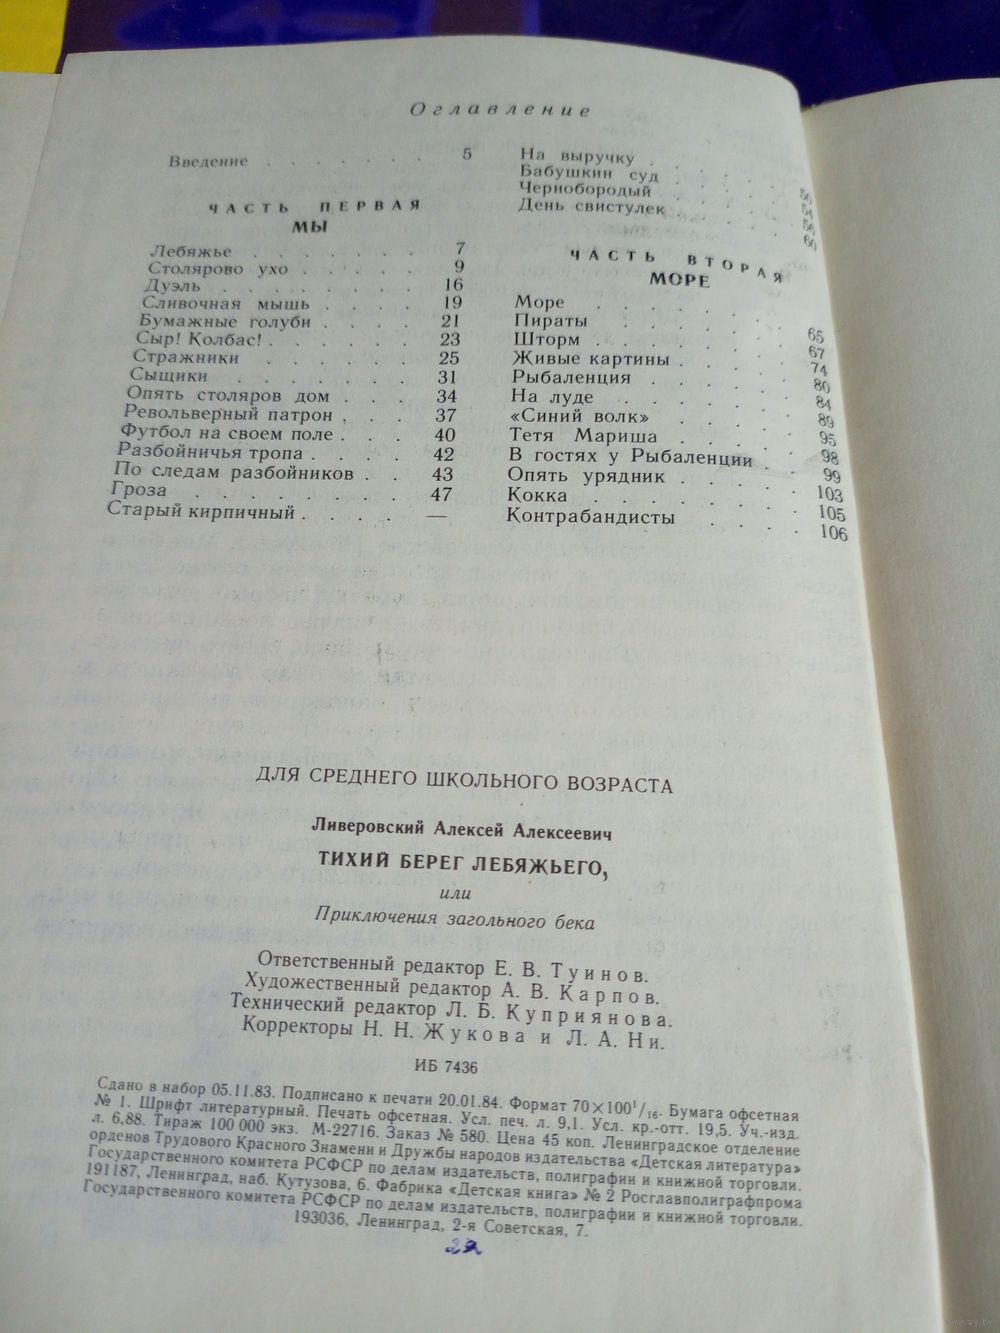 Оглавление
Введение . . . . . . . 5
ЧАСТЬ ПЕРВАЯ
МЫ
Лебяжье . . . . . . . 7
Столярово ухо . . . . . 9
Дуэль . . . . . . . . 16
Сливочная мышь . . . . 19
Бумажные голуби . . . . 21
Сыр! Колбас! . . . . . . 23
Стражники . . . . . . 25
Сыщики . . . . . . . 31
Опять столяров дом . . . 34
Револьверный патрон . . . 37
Футбол на своем поле . . . 40
Разбойничья тропа . . . . 42
По следам разбойников . . 43
Гроза . . . . . . . . 47
Старый кирпичный . . . . —
На выручку . . . . . . 50
Бабушкин суд . . . . . 54
Чернобородый . . . . . 56
День свистулек . . . . . 60
ЧАСТЬ ВТОРАЯ
МОРЕ
Море . . . . . . . 65
Пираты . . . . . . 67
Шторм . . . . . . . 74
Живые картины . . . . . 80
Рыбаленция . . . . . . 84
На луде . . . . . . . 89
«Синий волк» . . . . . 95
Тетя Мариша . . . . . 98
В гостях у Рыбаленции . . 99
Опять урядник . . . . . 103
Кокка . . . . . . . 105
Контрабандисты . . . . 106
ДЛЯ СРЕДНЕГО ШКОЛЬНОГО ВОЗРАСТА
Ливеровский Алексей Алексеевич
ТИХИЙ БЕРЕГ ЛЕБЯЖЬЕГО,
или
Приключения загольного бека
Ответственный редактор Е. В. Туинов.
Художественный редактор А. В. Карпов.
Технический редактор Л. Б. Куприянова.
Корректоры Н. Н. Жукова и Л. А. Ни.
ИБ 7436
Сдано в набор 05.11.83. Подписано к печати 20.01.84. Формат 70×100¹/₁₆. Бумага офсетная
№ 1. Шрифт литературный. Печать офсетная. Усл. печ. л. 9,1. Усл. кр.-отт. 19,5. Уч.-изд.
л. 6,88. Тираж 100 000 экз. М-22716. Заказ № 580. Цена 45 коп. Ленинградское отделение
орденов Трудового Красного Знамени и Дружбы народов издательства «Детская литература»
Государственного комитета РСФСР по делам издательств, полиграфии и книжной торговли.
191187, Ленинград, наб. Кутузова, 6. Фабрика «Детская книга» № 2 Росглавполиграфпрома
Государственного комитета РСФСР по делам издательств, полиграфии и книжной торговли.
193036, Ленинград, 2-я Советская, 7.
www.ay.by